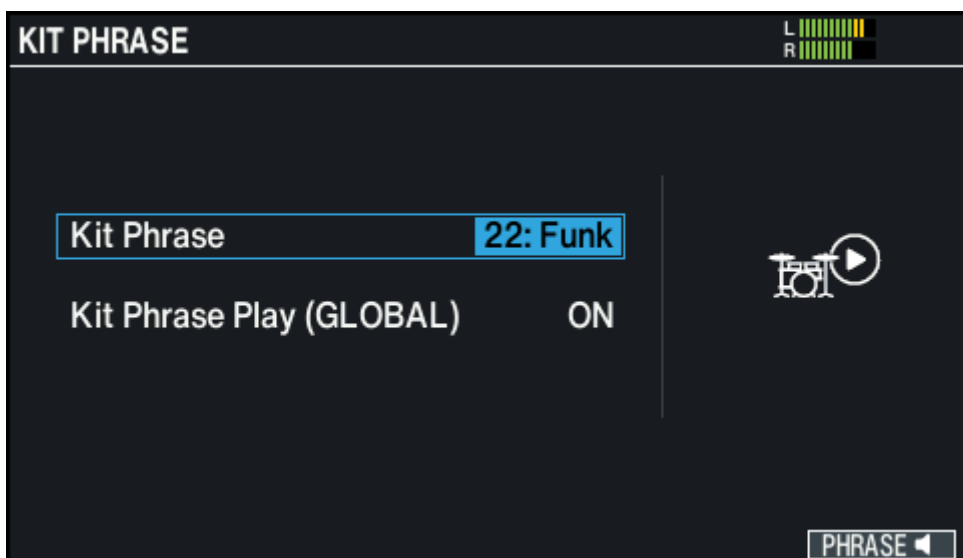 KIT PHRASE
L
R
Kit Phrase 22: Funk
Kit Phrase Play (GLOBAL) ON
PHRASE